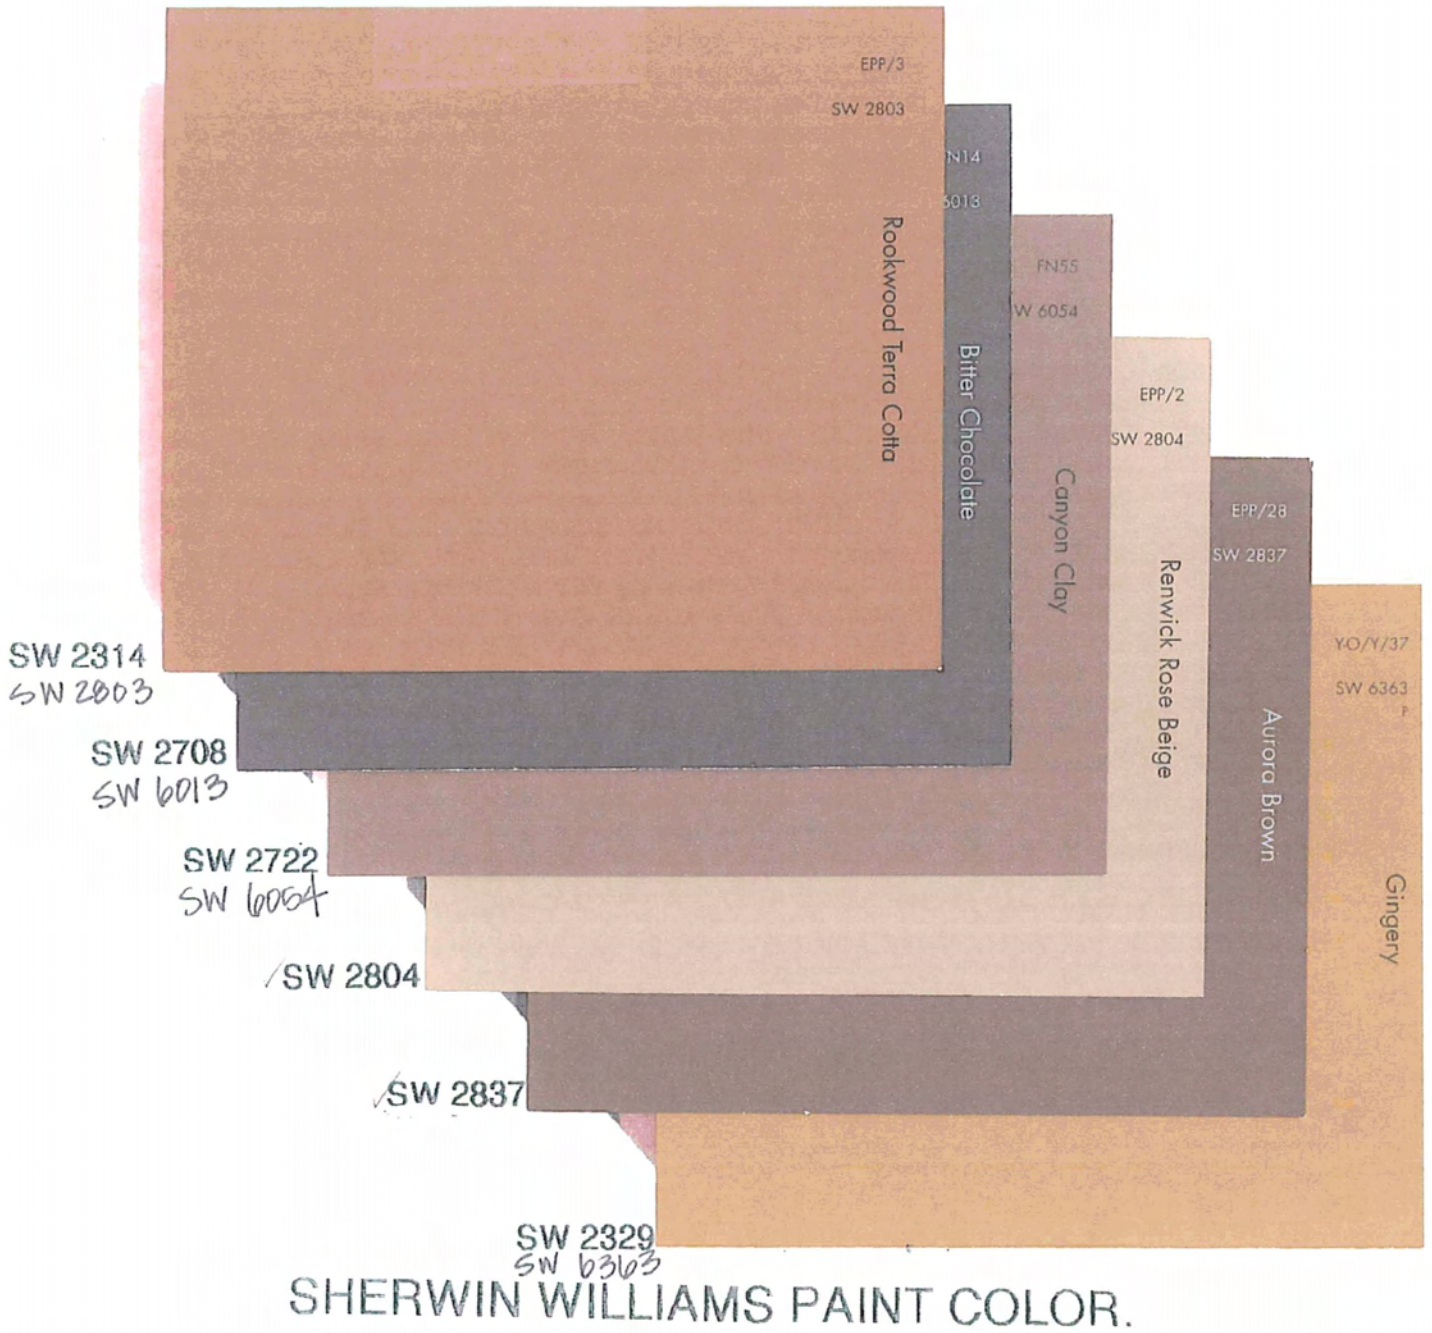 EPP/3
SW 2803
Rookwood Terra Cotta
N14
6013
Bitter Chocolate
FN55
W 6054
Canyon Clay
EPP/2
SW 2804
Renwick Rose Beige
EPP/28
SW 2837
Aurora Brown
Y-O/Y/37
SW 6363
Gingery
SW 2314
SW 2803
SW 2708
SW 6013
SW 2722
SW 6054
SW 2804
SW 2837
SW 2329
SW 6363
SHERWIN WILLIAMS PAINT COLOR.